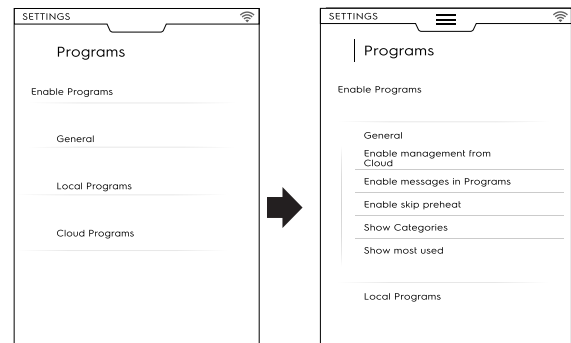 SETTINGS
Programs
Enable Programs
General
Local Programs
Cloud Programs
SETTINGS
Programs
Enable Programs
General
Enable management from
Cloud
Enable messages in Programs
Enable skip preheat
Show Categories
Show most used
Local Programs